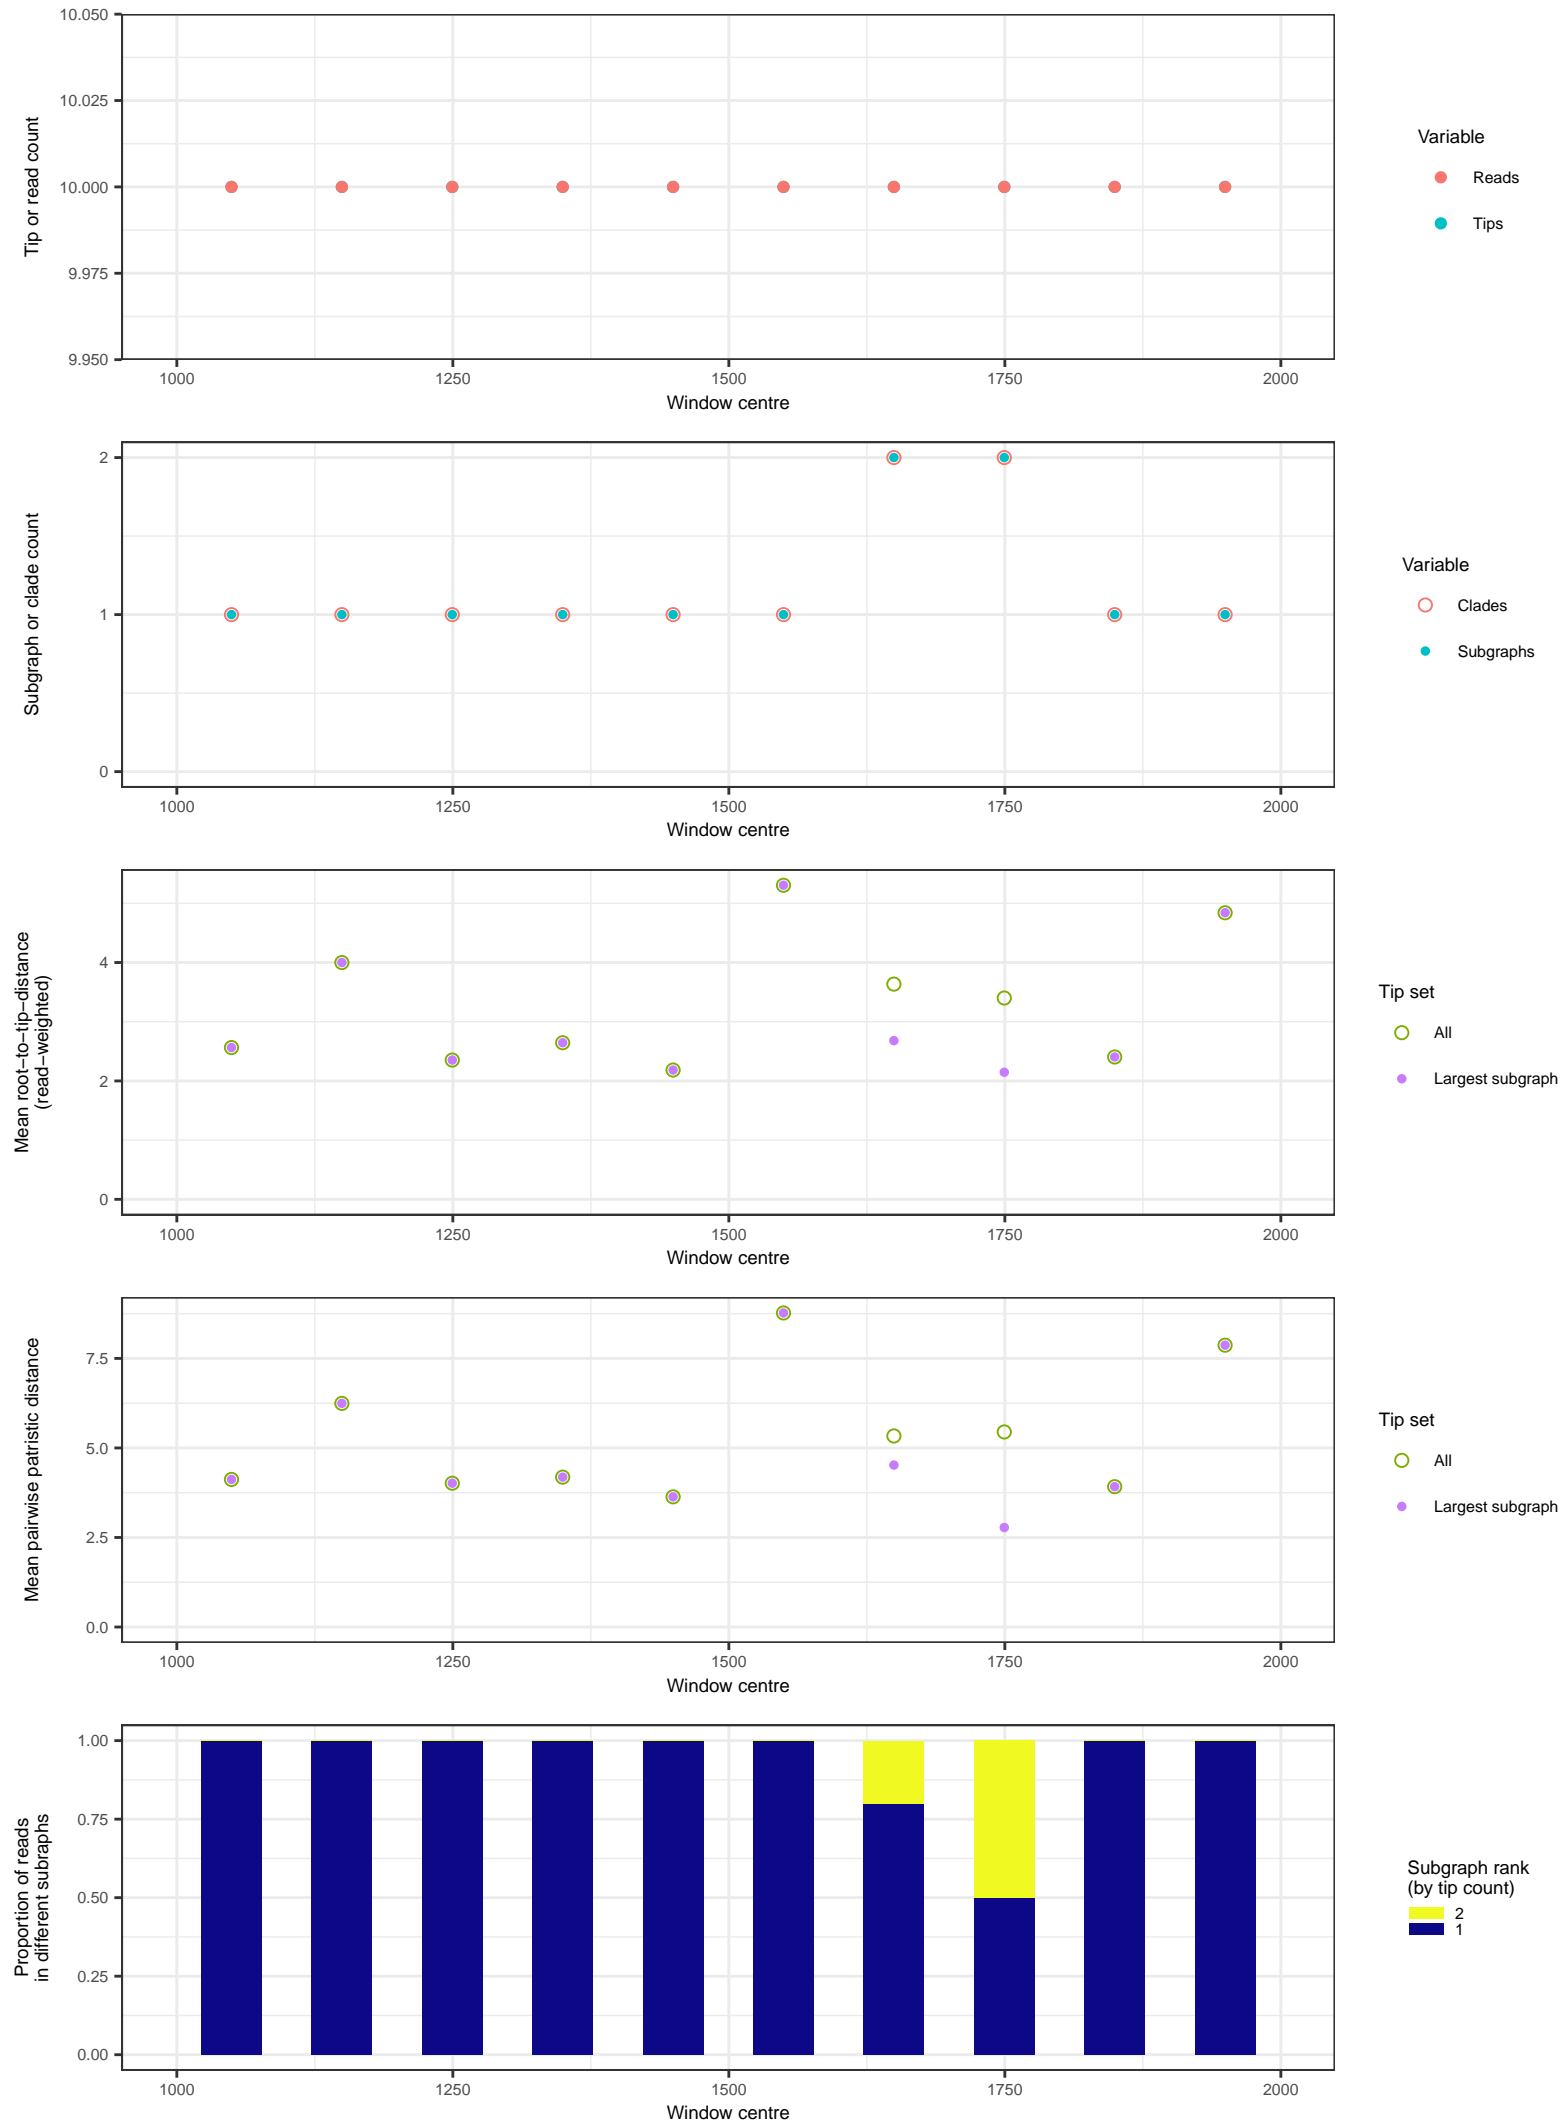 Tip or read count
10.050
10.025
10.000
9.975
9.950
1000 1250 1500 1750 2000
Window centre
Variable
Reads
Tips
Subgraph or clade count
2
1
0
1000 1250 1500 1750 2000
Window centre
Variable
Clades
Subgraphs
Mean root−to−tip−distance
(read−weighted)
4
2
0
1000 1250 1500 1750 2000
Window centre
Tip set
All
Largest subgraph
Mean pairwise patristic distance
7.5
5.0
2.5
0.0
1000 1250 1500 1750 2000
Window centre
Tip set
All
Largest subgraph
Proportion of reads
in different subraphs
1.00
0.75
0.50
0.25
0.00
1000 1250 1500 1750 2000
Window centre
Subgraph rank
(by tip count)
2
1